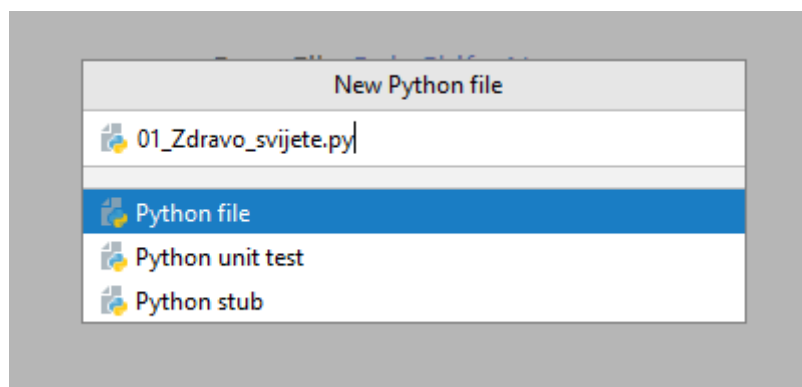 New Python file
01_Zdravo_svijete.py
Python file
Python unit test
Python stub